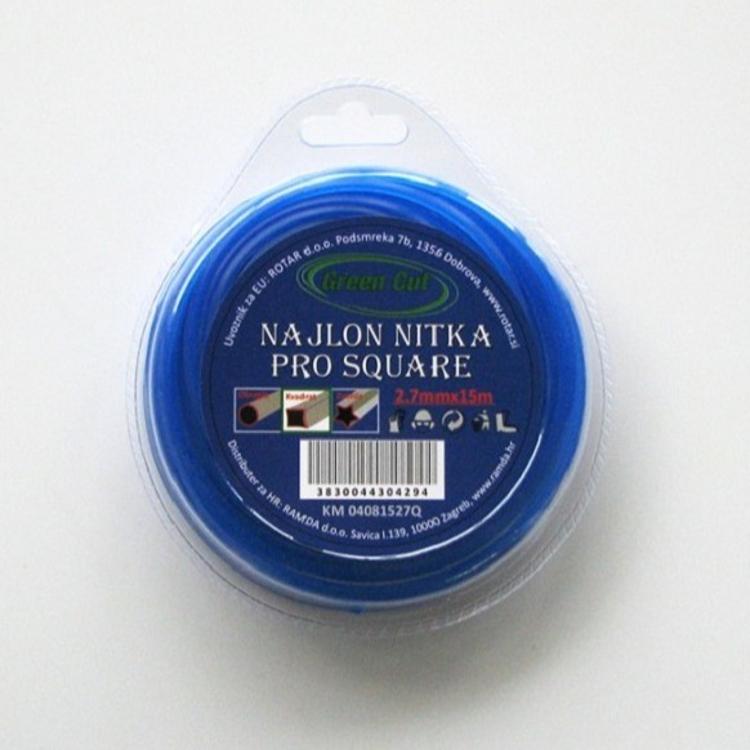 Uvoznik za EU: ROTAR d.o.o. Podsmreka 7b, 1356 Dobrova, www.rotar.si
Green Cut
NAJLON NITKA
PRO SQUARE
Kvadrat
2.7mmx15m
3830044304294
KM 04081527Q
Distributer za HR: RAMDA d.o.o. Savica I.139, 10000 Zagreb, www.ramda.hr